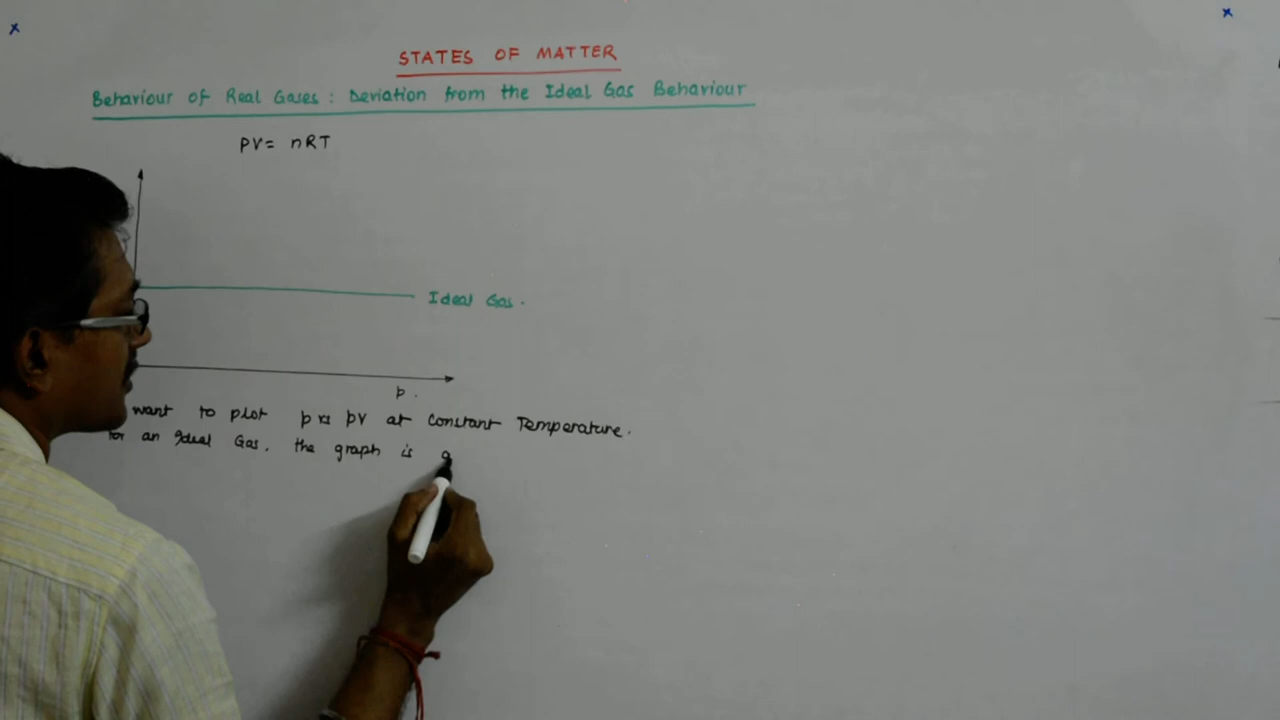 STATES OF MATTER
Behaviour of Real Gases : Deviation from the Ideal Gas Behaviour
PV = nRT
Ideal Gas.
p.
want to plot p vs pV at Constant Temperature.
for an Ideal Gas, the graph is a